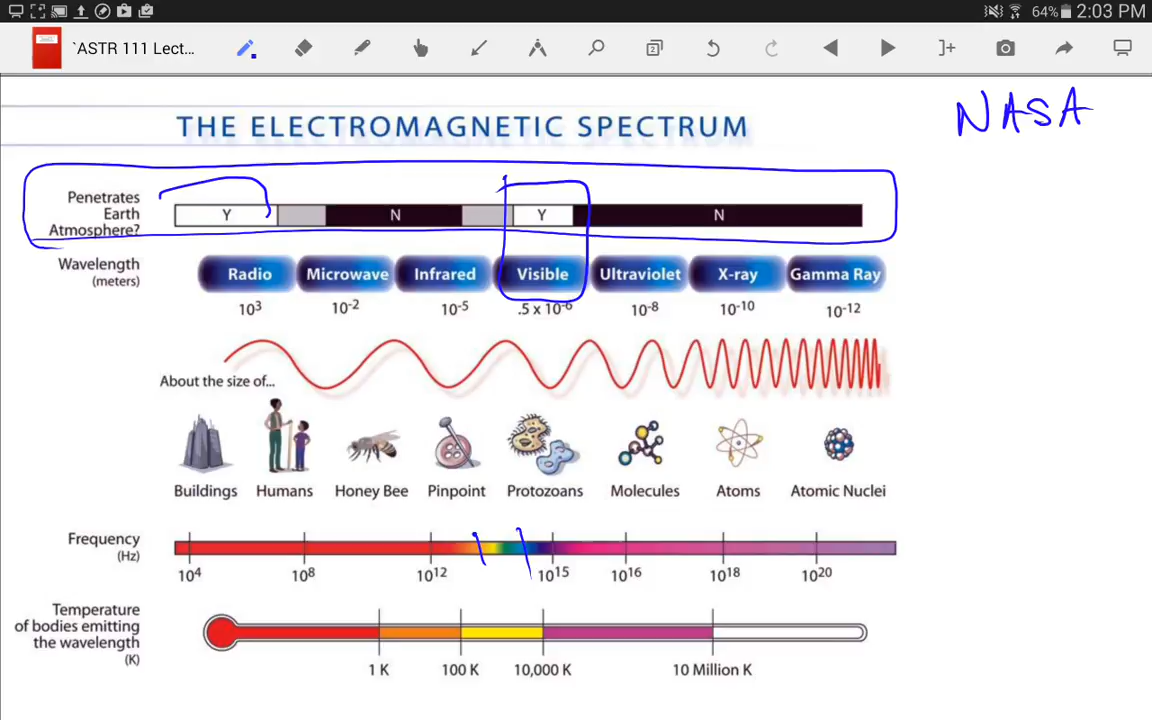 64% 2:03 PM
`ASTR 111 Lect...
2
]+
NASA
THE ELECTROMAGNETIC SPECTRUM
Penetrates
Earth
Atmosphere?
Y N Y N
Wavelength
(meters)
Radio Microwave Infrared Visible Ultraviolet X-ray Gamma Ray
10³ 10⁻² 10⁻⁵ .5 x 10⁻⁶ 10⁻⁸ 10⁻¹⁰ 10⁻¹²
About the size of...
Buildings Humans Honey Bee Pinpoint Protozoans Molecules Atoms Atomic Nuclei
Frequency
(Hz)
10⁴ 10⁸ 10¹² 10¹⁵ 10¹⁶ 10¹⁸ 10²⁰
Temperature
of bodies emitting
the wavelength
(K)
1 K 100 K 10,000 K 10 Million K